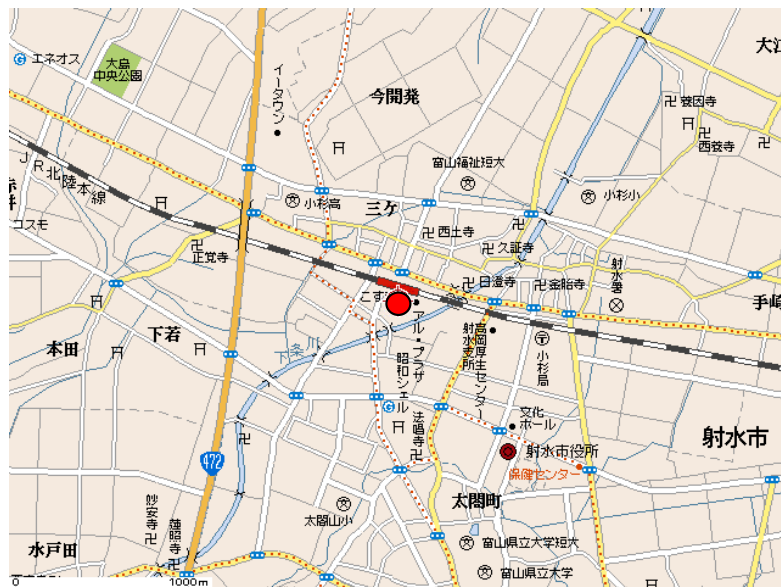 エネオス
大島
中央公園
イータウン
今開発
大江
養因寺
西養寺
JR北陸本線
コスモ
小杉高
三ケ
富山福祉短大
小杉小
西土寺
久証寺
正覚寺
日澄寺
金胎寺
射水署
手崎
こす
アル・プラザ
高岡厚生センター
射水支所
小杉局
本田
下若
下条川
昭和シェル
法唱寺
文化
ホール
射水市役所
射水市
保健センター
472
妙安寺
蓮照寺
太閤山小
太閤町
水戸田
富山県立大学短大
富山県立大学
0
1000m